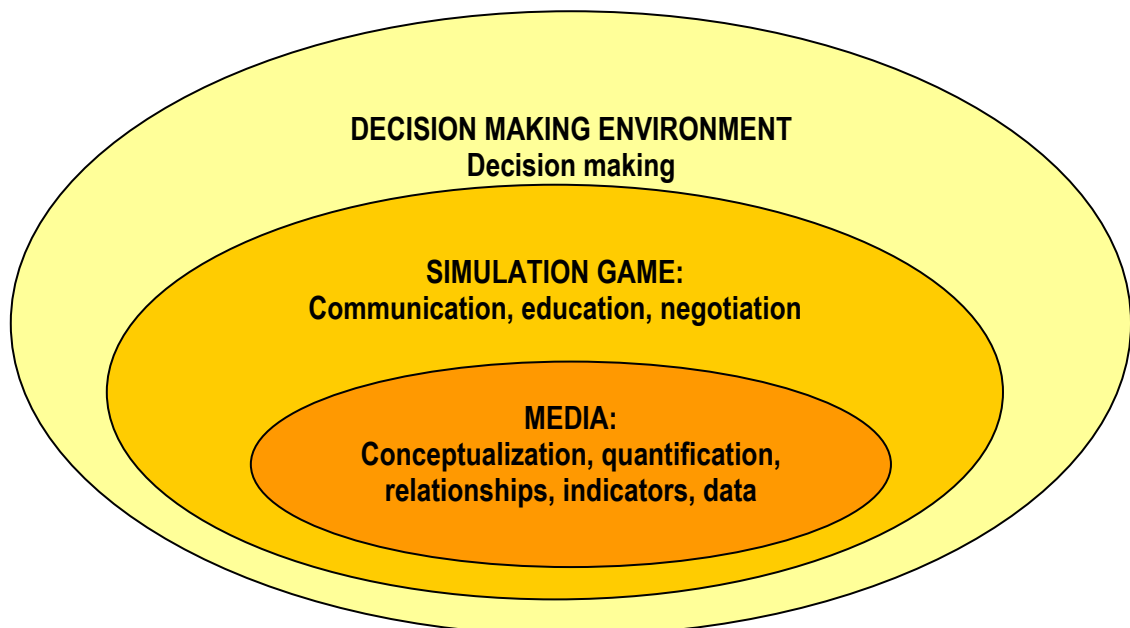 DECISION MAKING ENVIRONMENT
Decision making
SIMULATION GAME:
Communication, education, negotiation
MEDIA:
Conceptualization, quantification,
relationships, indicators, data